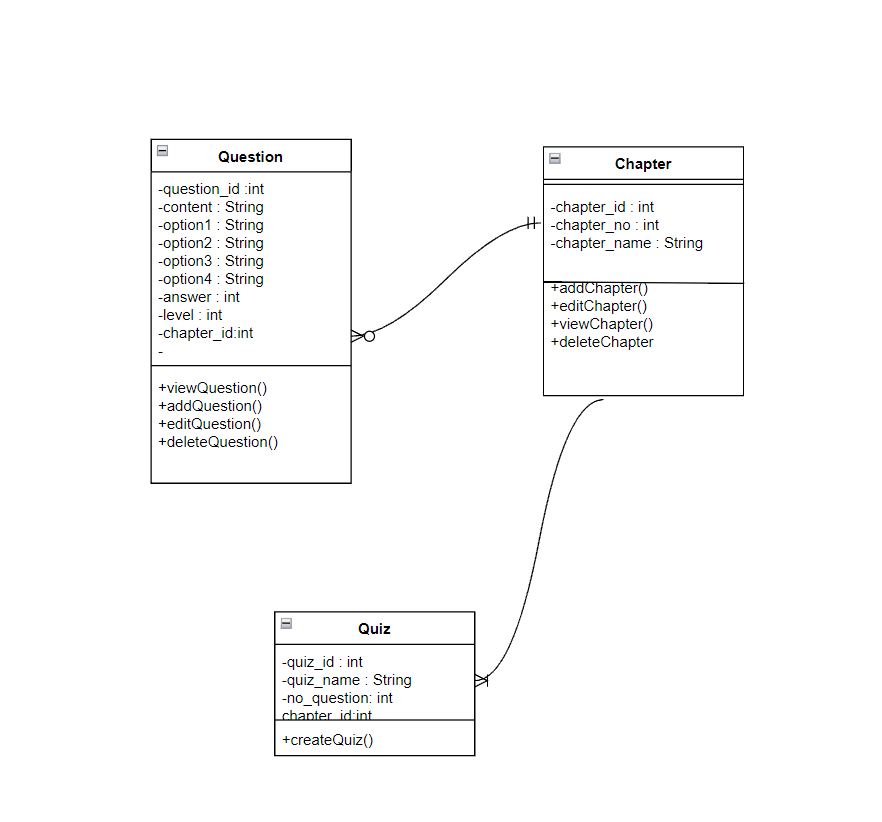 Question
-question_id :int
-content : String
-option1 : String
-option2 : String
-option3 : String
-option4 : String
-answer : int
-level : int
-chapter_id:int
-
+viewQuestion()
+addQuestion()
+editQuestion()
+deleteQuestion()
Chapter
-chapter_id : int
-chapter_no : int
-chapter_name : String
+addChapter()
+editChapter()
+viewChapter()
+deleteChapter
Quiz
-quiz_id : int
-quiz_name : String
-no_question: int
chapter_id:int
+createQuiz()